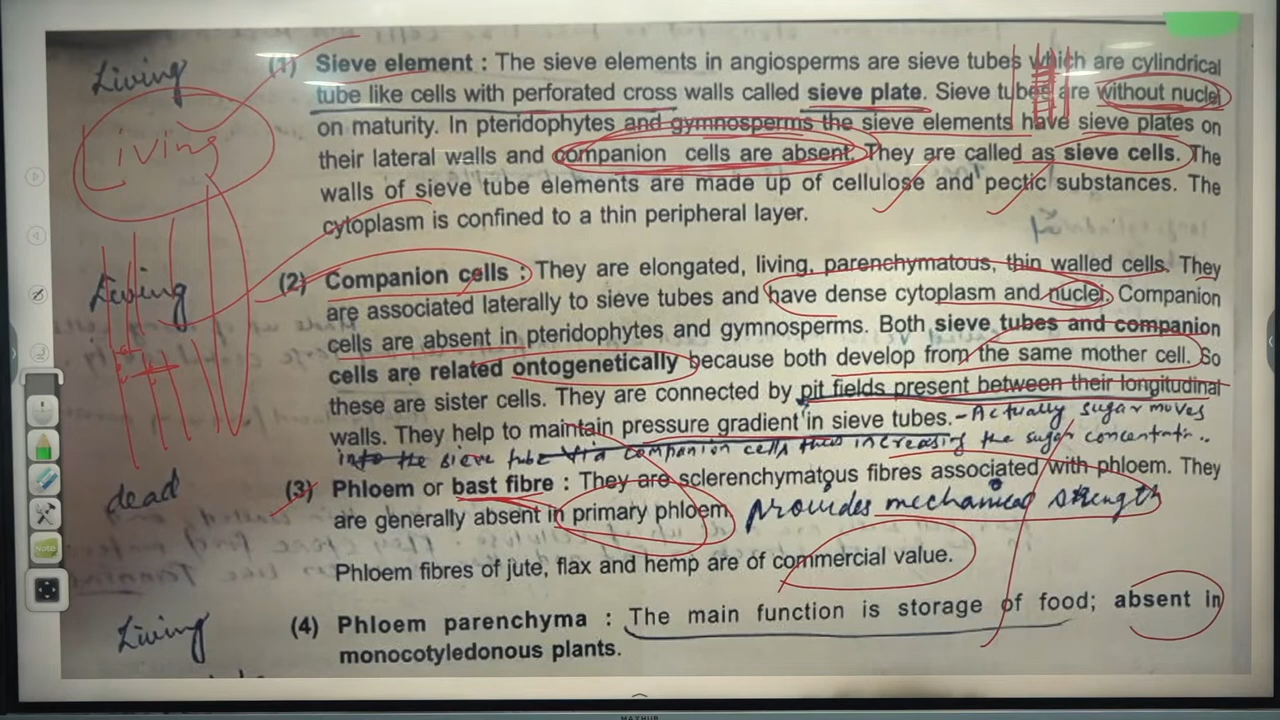 Living
(1) Sieve element : The sieve elements in angiosperms are sieve tubes which are cylindrical
tube like cells with perforated cross walls called sieve plate. Sieve tubes are without nuclei
on maturity. In pteridophytes and gymnosperms the sieve elements have sieve plates on
Living
their lateral walls and companion cells are absent. They are called as sieve cells. The
walls of sieve tube elements are made up of cellulose and pectic substances. The
cytoplasm is confined to a thin peripheral layer.
Living
(2) Companion cells : They are elongated, living, parenchymatous, thin walled cells. They
are associated laterally to sieve tubes and have dense cytoplasm and nuclei. Companion
cells are absent in pteridophytes and gymnosperms. Both sieve tubes and companion
cells are related ontogenetically because both develop from the same mother cell. So
these are sister cells. They are connected by pit fields present between their longitudinal
walls. They help to maintain pressure gradient in sieve tubes. - Actually sugar moves
into the sieve tube via companion cells thus increasing the sugar concentration..
dead
(3) Phloem or bast fibre : They are sclerenchymatous fibres associated with phloem. They
are generally absent in primary phloem. provides mechanical strength
Phloem fibres of jute, flax and hemp are of commercial value.
Living
(4) Phloem parenchyma : The main function is storage of food; absent in
monocotyledonous plants.
Note